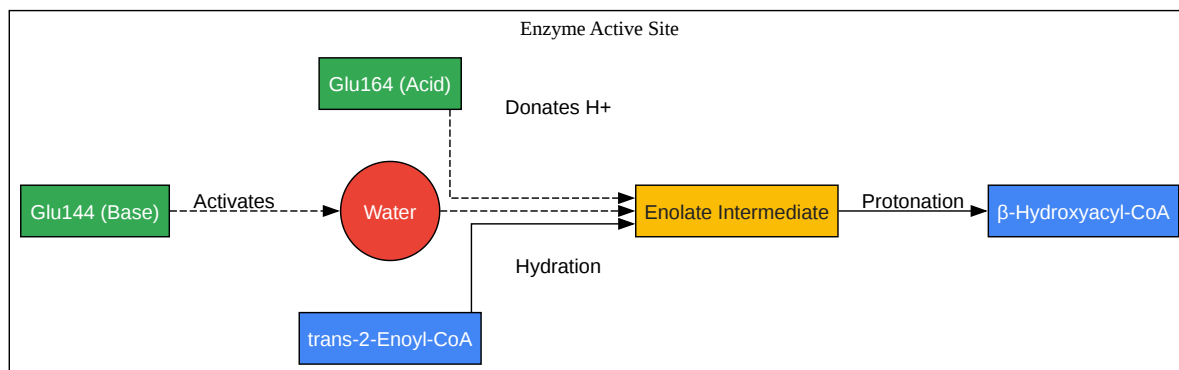 Enzyme Active Site
Glu164 (Acid)
Donates H+
Glu144 (Base)
Activates
Water
Enolate Intermediate
Protonation
β-Hydroxyacyl-CoA
Hydration
trans-2-Enoyl-CoA